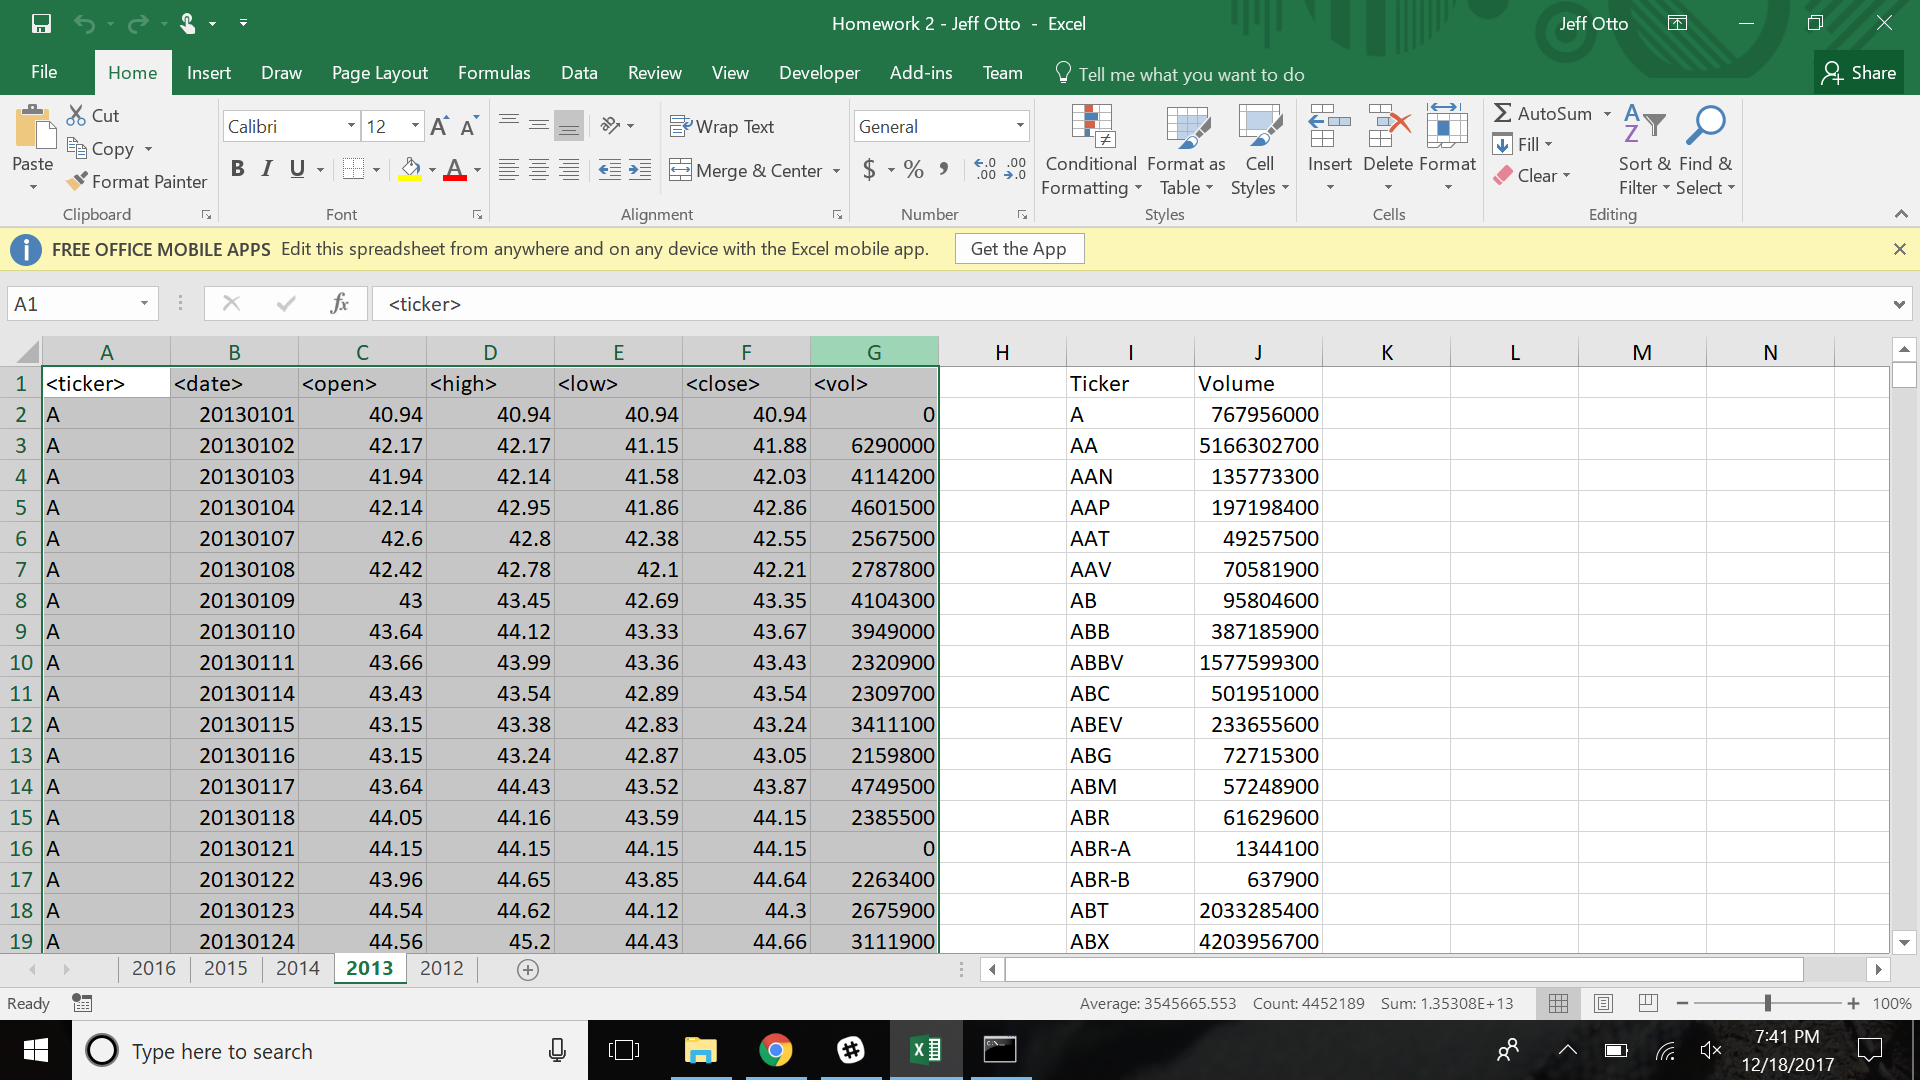 Homework 2 - Jeff Otto - Excel
Jeff Otto
File Home Insert Draw Page Layout Formulas Data Review View Developer Add-ins Team Tell me what you want to do Share
Paste Cut Copy Format Painter Clipboard
Calibri 12 A A B I U A Font
Wrap Text Merge & Center Alignment
General $ % , Number
Conditional Formatting Format as Table Cell Styles Styles
Insert Delete Format Cells
AutoSum Fill Clear Sort & Filter Find & Select Editing
i FREE OFFICE MOBILE APPS Edit this spreadsheet from anywhere and on any device with the Excel mobile app. Get the App
A1 fx <ticker>
A B C D E F G H I J K L M N
1 <ticker> <date> <open> <high> <low> <close> <vol> Ticker Volume
2 A 20130101 40.94 40.94 40.94 40.94 0 A 767956000
3 A 20130102 42.17 42.17 41.15 41.88 6290000 AA 5166302700
4 A 20130103 41.94 42.14 41.58 42.03 4114200 AAN 135773300
5 A 20130104 42.14 42.95 41.86 42.86 4601500 AAP 197198400
6 A 20130107 42.6 42.8 42.38 42.55 2567500 AAT 49257500
7 A 20130108 42.42 42.78 42.1 42.21 2787800 AAV 70581900
8 A 20130109 43 43.45 42.69 43.35 4104300 AB 95804600
9 A 20130110 43.64 44.12 43.33 43.67 3949000 ABB 387185900
10 A 20130111 43.66 43.99 43.36 43.43 2320900 ABBV 1577599300
11 A 20130114 43.43 43.54 42.89 43.54 2309700 ABC 501951000
12 A 20130115 43.15 43.38 42.83 43.24 3411100 ABEV 233655600
13 A 20130116 43.15 43.24 42.87 43.05 2159800 ABG 72715300
14 A 20130117 43.64 44.43 43.52 43.87 4749500 ABM 57248900
15 A 20130118 44.05 44.16 43.59 44.15 2385500 ABR 61629600
16 A 20130121 44.15 44.15 44.15 44.15 0 ABR-A 1344100
17 A 20130122 43.96 44.65 43.85 44.64 2263400 ABR-B 637900
18 A 20130123 44.54 44.62 44.12 44.3 2675900 ABT 2033285400
19 A 20130124 44.56 45.2 44.43 44.66 3111900 ABX 4203956700
2016 2015 2014 2013 2012
Ready Average: 3545665.553 Count: 4452189 Sum: 1.35308E+13 100%
Type here to search
7:41 PM
12/18/2017